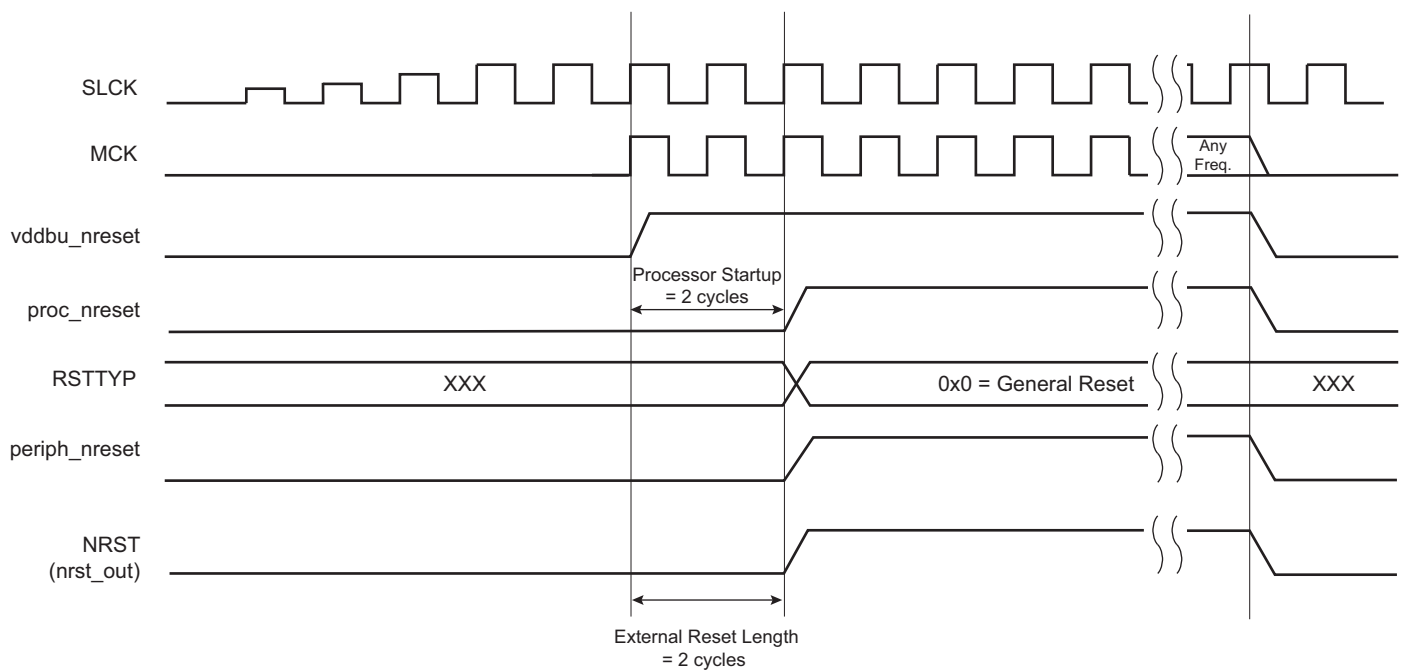 SLCK
MCK
Any
Freq.
vddbu_nreset
Processor Startup
= 2 cycles
proc_nreset
RSTTYP
XXX
0x0 = General Reset
XXX
periph_nreset
NRST
(nrst_out)
External Reset Length
= 2 cycles